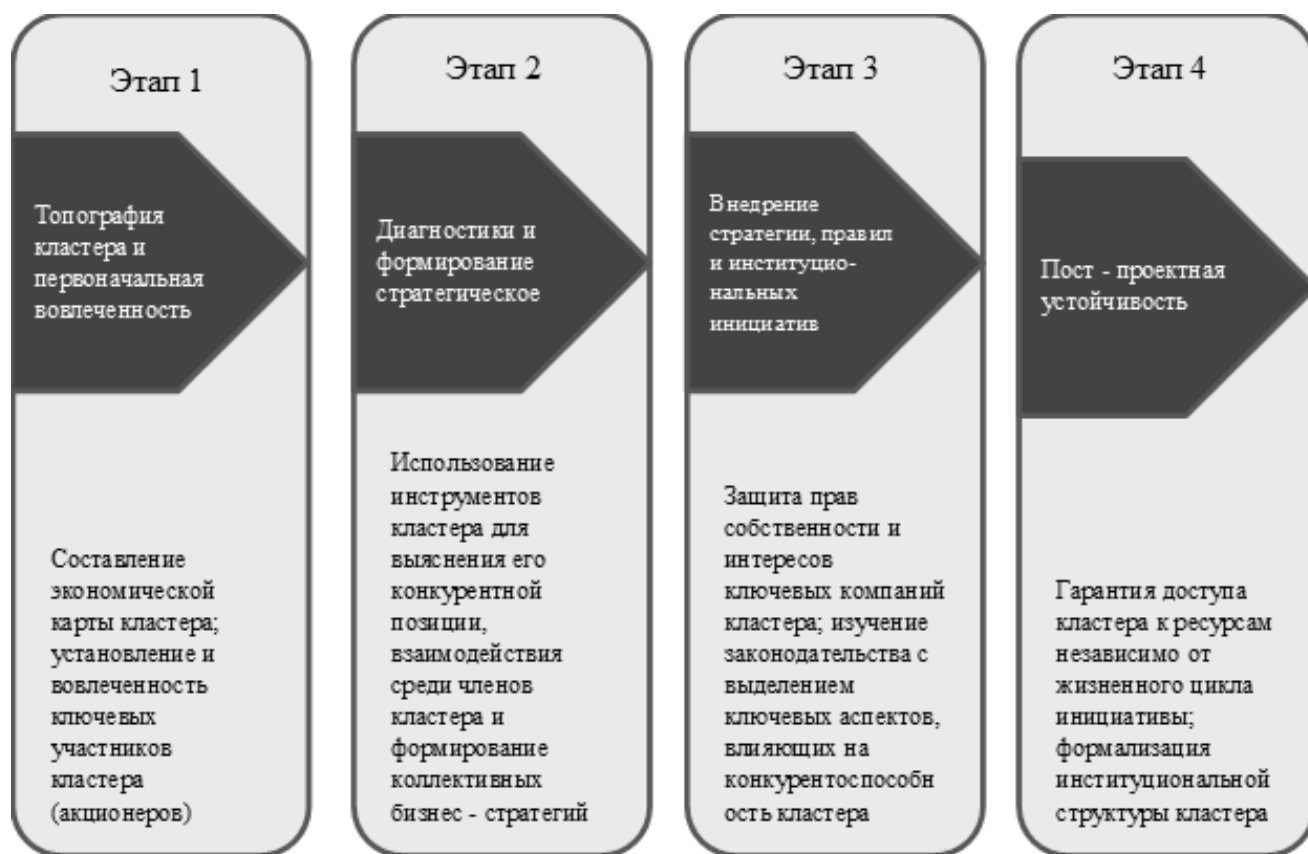 Этап 1
Топография
кластера и
первоначальная
вовлеченность
Составление
экономической
карты кластера;
установление и
вовлеченность
ключевых
участников
кластера
(акционеров)
Этап 2
Диагностики и
формирование
стратегическое
Использование
инструментов
кластера для
выяснения его
конкурентной
позиции,
взаимодействия
среди членов
кластера и
формирование
коллективных
бизнес - стратегий
Этап 3
Внедрение
стратегии, правил
и институцио-
нальных
инициатив
Защита прав
собственности и
интересов
ключевых компаний
кластера; изучение
законодательства с
выделением
ключевых аспектов,
влияющих на
конкурентоспособн
ость кластера
Этап 4
Пост - проектная
устойчивость
Гарантия доступа
кластера к ресурсам
независимо от
жизненного цикла
инициативы;
формализация
институциональной
структуры кластера